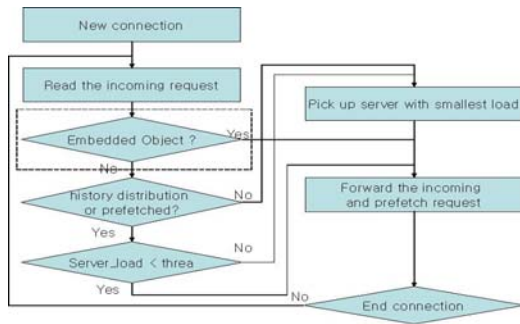 New connection
Read the incoming request
Pick up server with smallest load
Embedded Object ?
Yes
No
history distribution
or prefetched?
No
Forward the incoming
and prefetch request
Yes
No
Server_load < threa
Yes
No
End connection